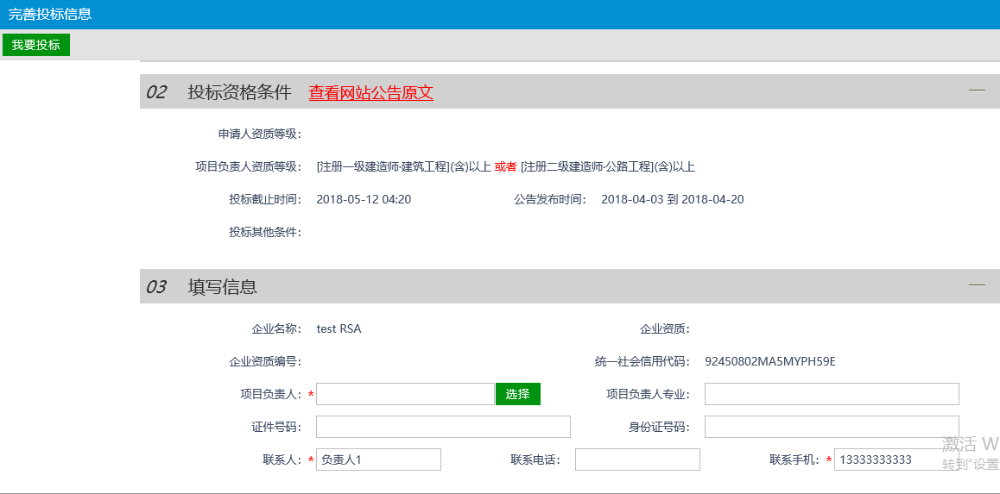 完善投标信息
我要投标
02 投标资格条件 查看网站公告原文
申请人资质等级：
项目负责人资质等级： [注册一级建造师·建筑工程](含)以上 或者 [注册二级建造师·公路工程](含)以上
投标截止时间： 2018-05-12 04:20 公告发布时间： 2018-04-03 到 2018-04-20
投标其他条件：
03 填写信息
企业名称： test RSA 企业资质：
企业资质编号： 统一社会信用代码： 92450802MA5MYPH59E
项目负责人： * 选择 项目负责人专业：
证件号码： 身份证号码：
联系人： * 负责人1 联系电话： 联系手机： * 13333333333
激活 W
转到"设置